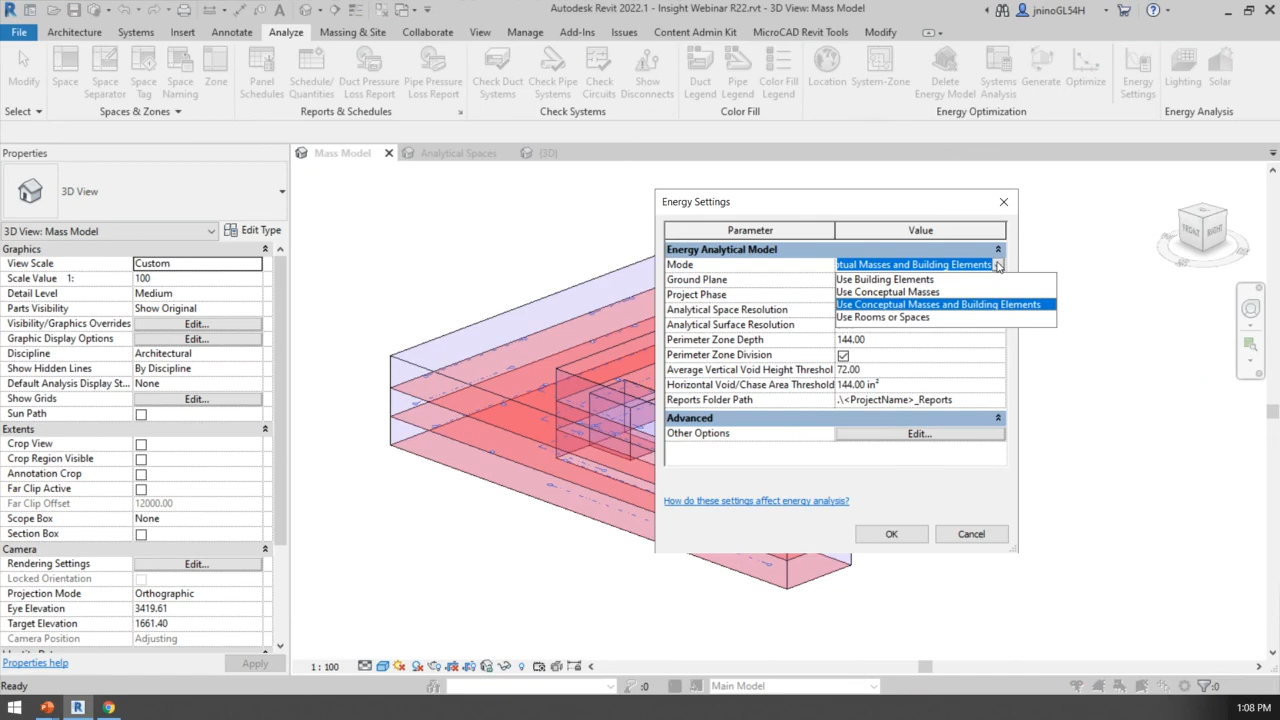 Autodesk Revit 2022.1 - Insight Webinar R22.rvt - 3D View: Mass Model
jninoGL54H
File Architecture Systems Insert Annotate Analyze Massing & Site Collaborate View Manage Add-Ins Issues Content Admin Kit MicroCAD Revit Tools Modify
Modify
Space
Space Separator
Space Tag
Space Naming
Zone
Panel Schedules
Schedule/ Quantities
Duct Pressure Loss Report
Pipe Pressure Loss Report
Check Duct Systems
Check Pipe Systems
Check Circuits
Show Disconnects
Duct Legend
Pipe Legend
Color Fill Legend
Location
System-Zone
Delete Energy Model
Systems Analysis
Generate
Optimize
Energy Settings
Lighting
Solar
Select
Spaces & Zones
Reports & Schedules
Check Systems
Color Fill
Energy Optimization
Energy Analysis
Properties
Mass Model
Analytical Spaces
(3D)
3D View
3D View: Mass Model
Edit Type
Graphics
View Scale Custom
Scale Value 1: 100
Detail Level Medium
Parts Visibility Show Original
Visibility/Graphics Overrides Edit...
Graphic Display Options Edit...
Discipline Architectural
Show Hidden Lines By Discipline
Default Analysis Display St... None
Show Grids Edit...
Sun Path
Extents
Crop View
Crop Region Visible
Annotation Crop
Far Clip Active
Far Clip Offset 12000.00
Scope Box None
Section Box
Camera
Rendering Settings Edit...
Locked Orientation
Projection Mode Orthographic
Eye Elevation 3419.61
Target Elevation 1661.40
Camera Position Adjusting
Properties help
Apply
Energy Settings
Parameter Value
Energy Analytical Model
Mode tual Masses and Building Elements
Ground Plane
Project Phase
Analytical Space Resolution
Analytical Surface Resolution
Use Building Elements
Use Conceptual Masses
Use Conceptual Masses and Building Elements
Use Rooms or Spaces
Perimeter Zone Depth 144.00
Perimeter Zone Division
Average Vertical Void Height Threshol 72.00
Horizontal Void/Chase Area Threshold 144.00 in²
Reports Folder Path .\<ProjectName>_Reports
Advanced
Other Options Edit...
How do these settings affect energy analysis?
OK Cancel
FRONT RIGHT
1 : 100
Ready
:0
Main Model
:0
1:08 PM